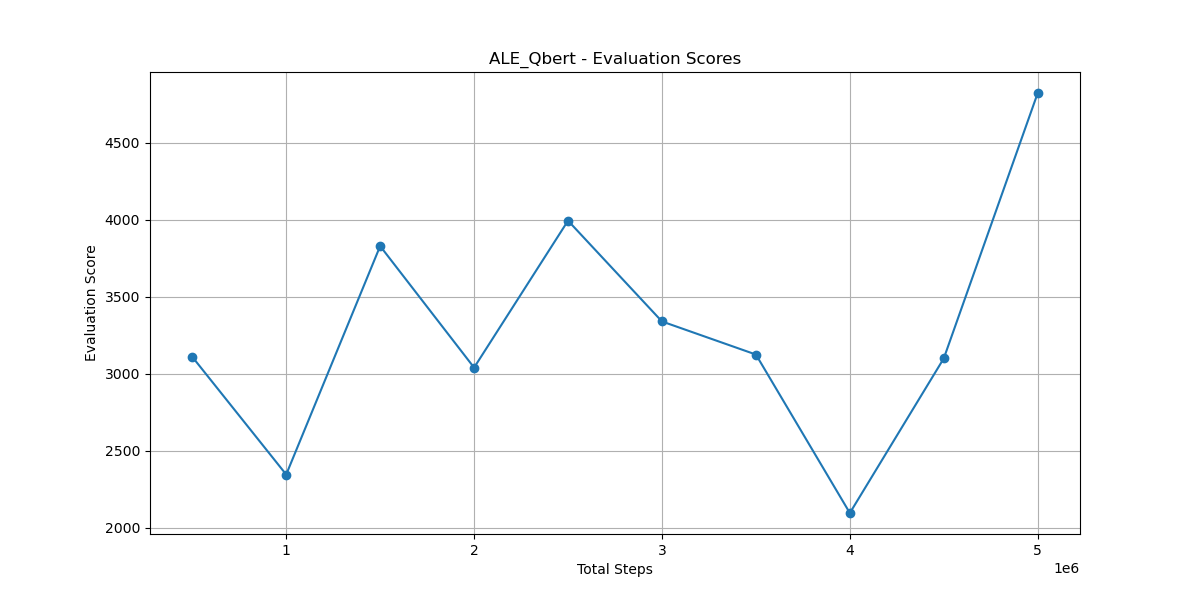 ALE_Qbert - Evaluation Scores
Evaluation Score
4500
4000
3500
3000
2500
2000
1 2 3 4 5
Total Steps
1e6